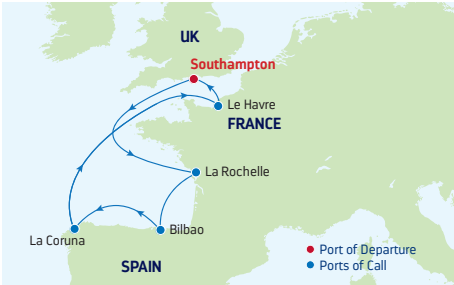 UK
Southampton
Le Havre
FRANCE
La Rochelle
Bilbao
La Coruna
SPAIN
Port of Departure
Ports of Call